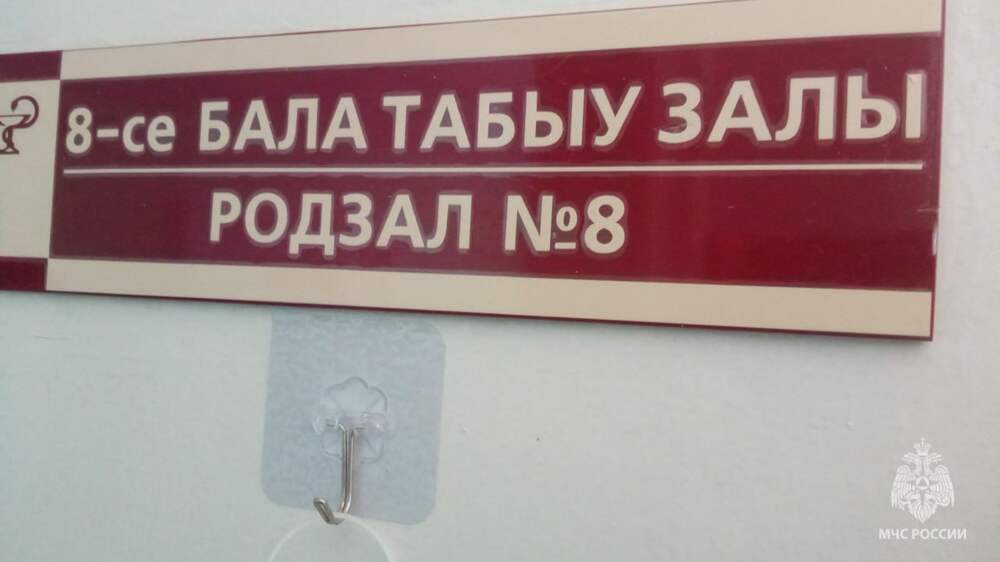 8-се БАЛА ТАБЫУ ЗАЛЫ
РОДЗАЛ №8
МЧС РОССИИ